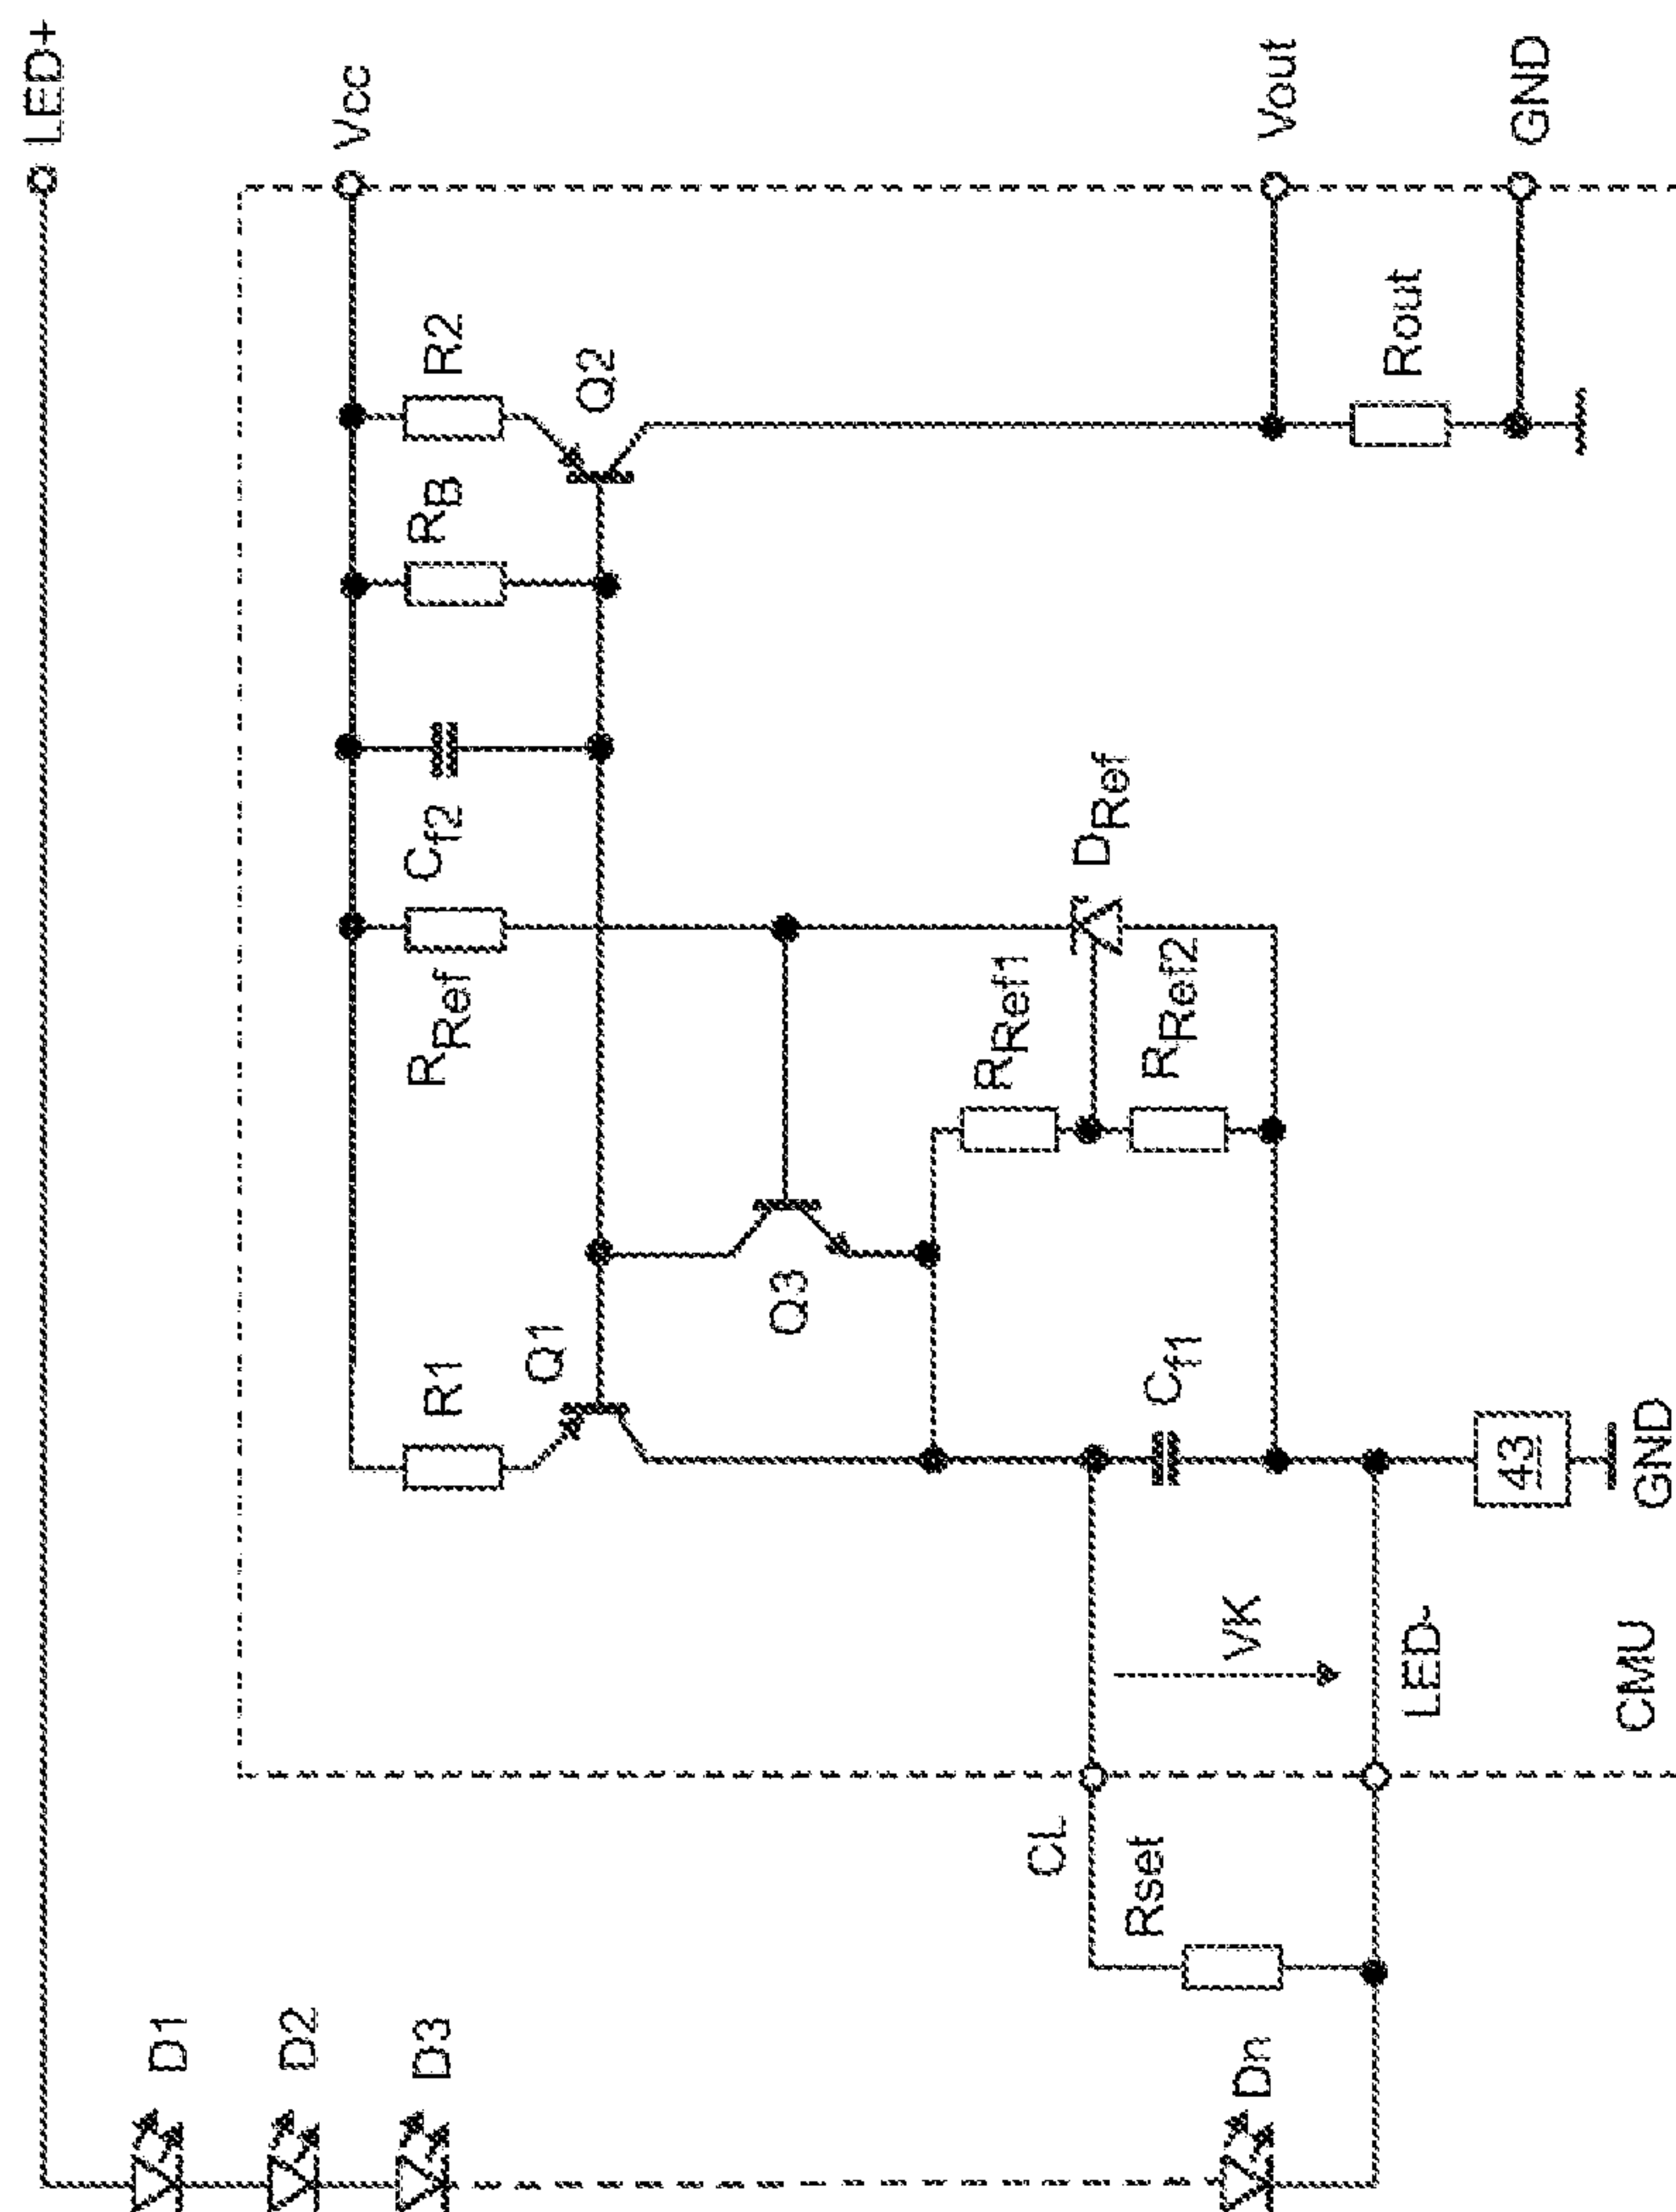 LED+
Vcc
Vout
GND
R2
Q2
RB
Rout
Cf2
RRef
DRef
RRef1
RRef2
Q3
Q1
R1
Cf1
43
GND
VK
LED-
CMU
CL
Rset
D1
D2
D3
Dn